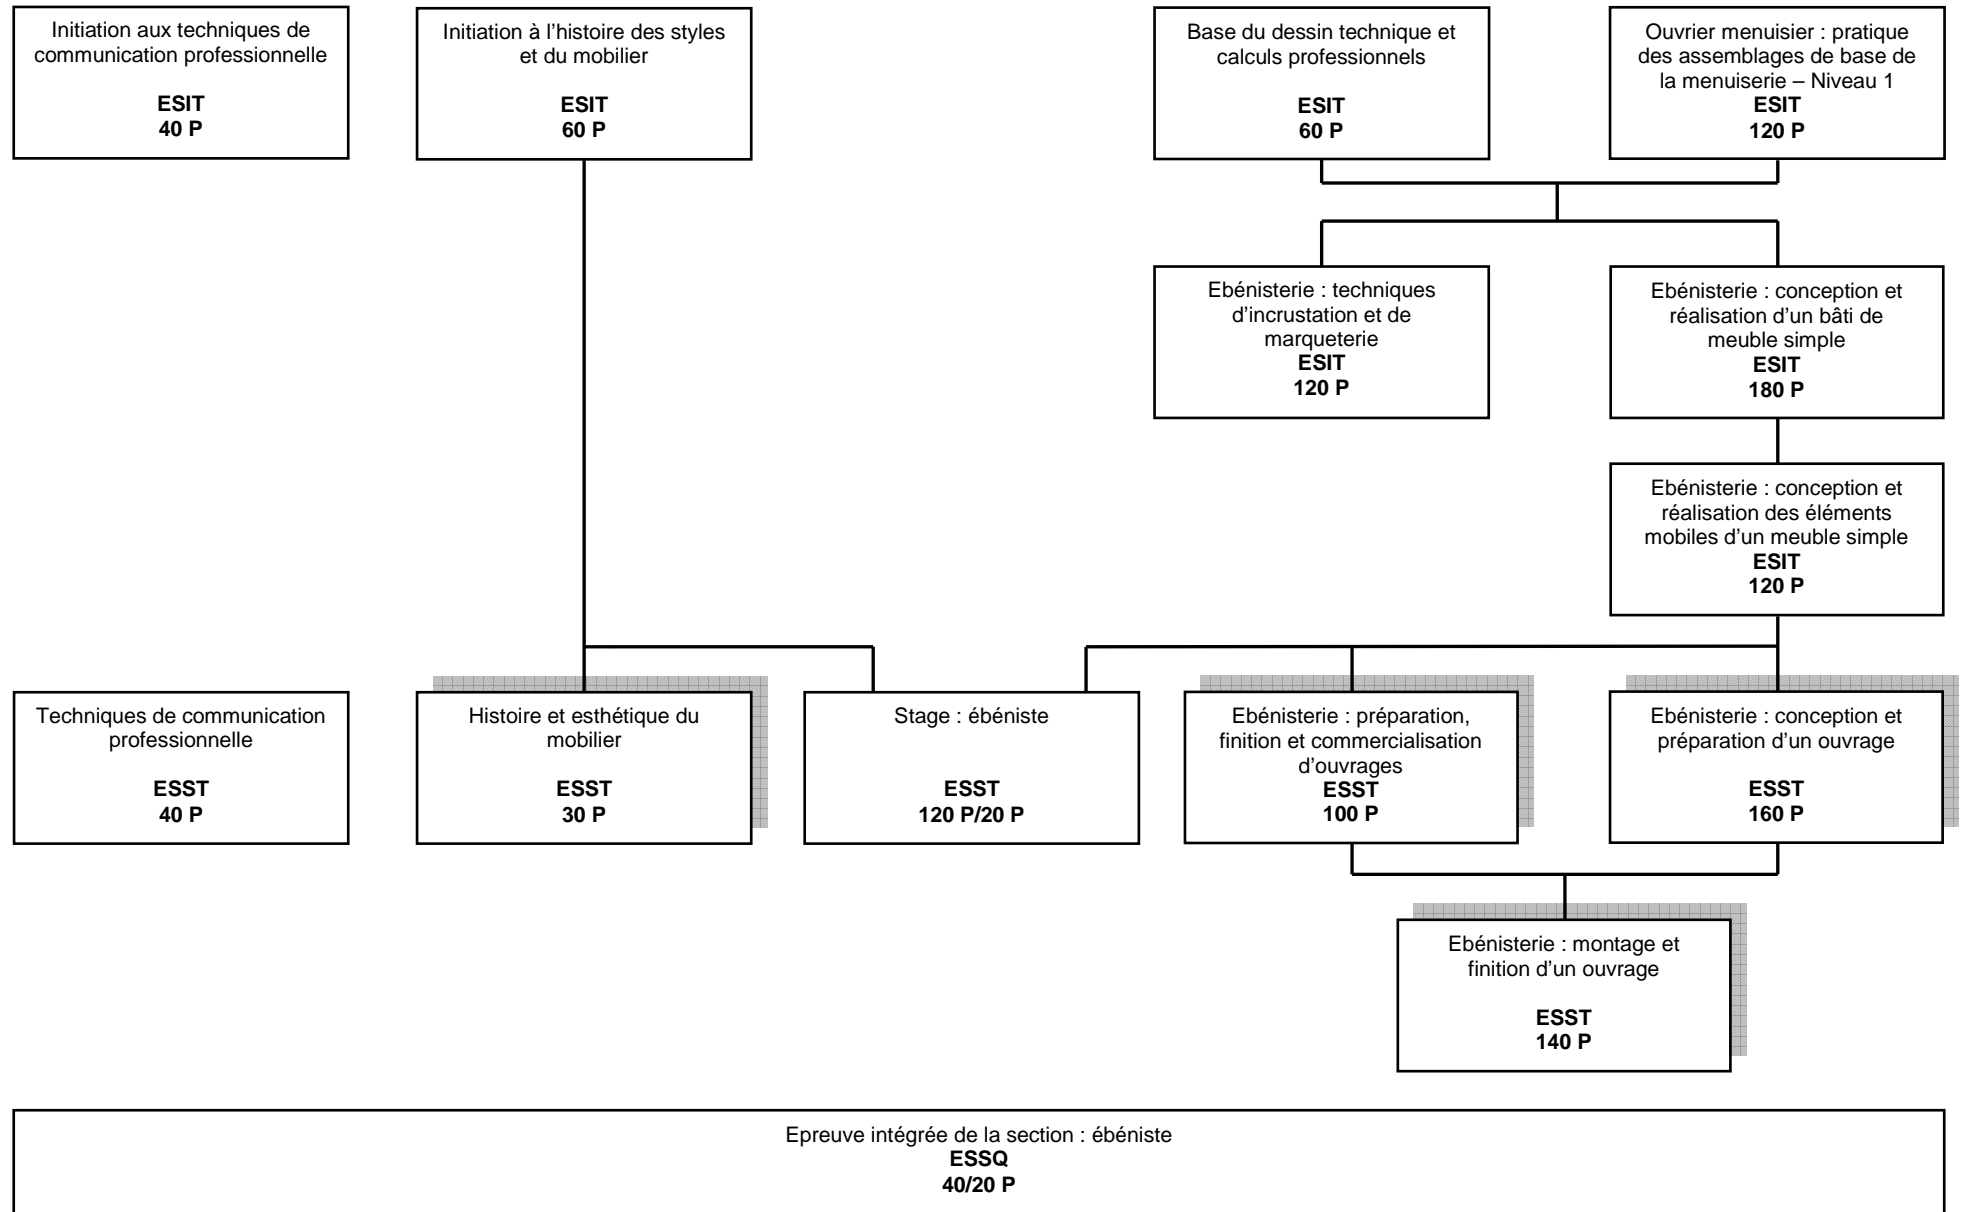 Initiation aux techniques de
communication professionnelle
ESIT
40 P
Initiation à l’histoire des styles
et du mobilier
ESIT
60 P
Base du dessin technique et
calculs professionnels
ESIT
60 P
Ouvrier menuisier : pratique
des assemblages de base de
la menuiserie – Niveau 1
ESIT
120 P
Ebénisterie : techniques
d’incrustation et de
marqueterie
ESIT
120 P
Ebénisterie : conception et
réalisation d’un bâti de
meuble simple
ESIT
180 P
Ebénisterie : conception et
réalisation des éléments
mobiles d’un meuble simple
ESIT
120 P
Techniques de communication
professionnelle
ESST
40 P
Histoire et esthétique du
mobilier
ESST
30 P
Stage : ébéniste
ESST
120 P/20 P
Ebénisterie : préparation,
finition et commercialisation
d’ouvrages
ESST
100 P
Ebénisterie : conception et
préparation d’un ouvrage
ESST
160 P
Ebénisterie : montage et
finition d’un ouvrage
ESST
140 P
Epreuve intégrée de la section : ébéniste
ESSQ
40/20 P